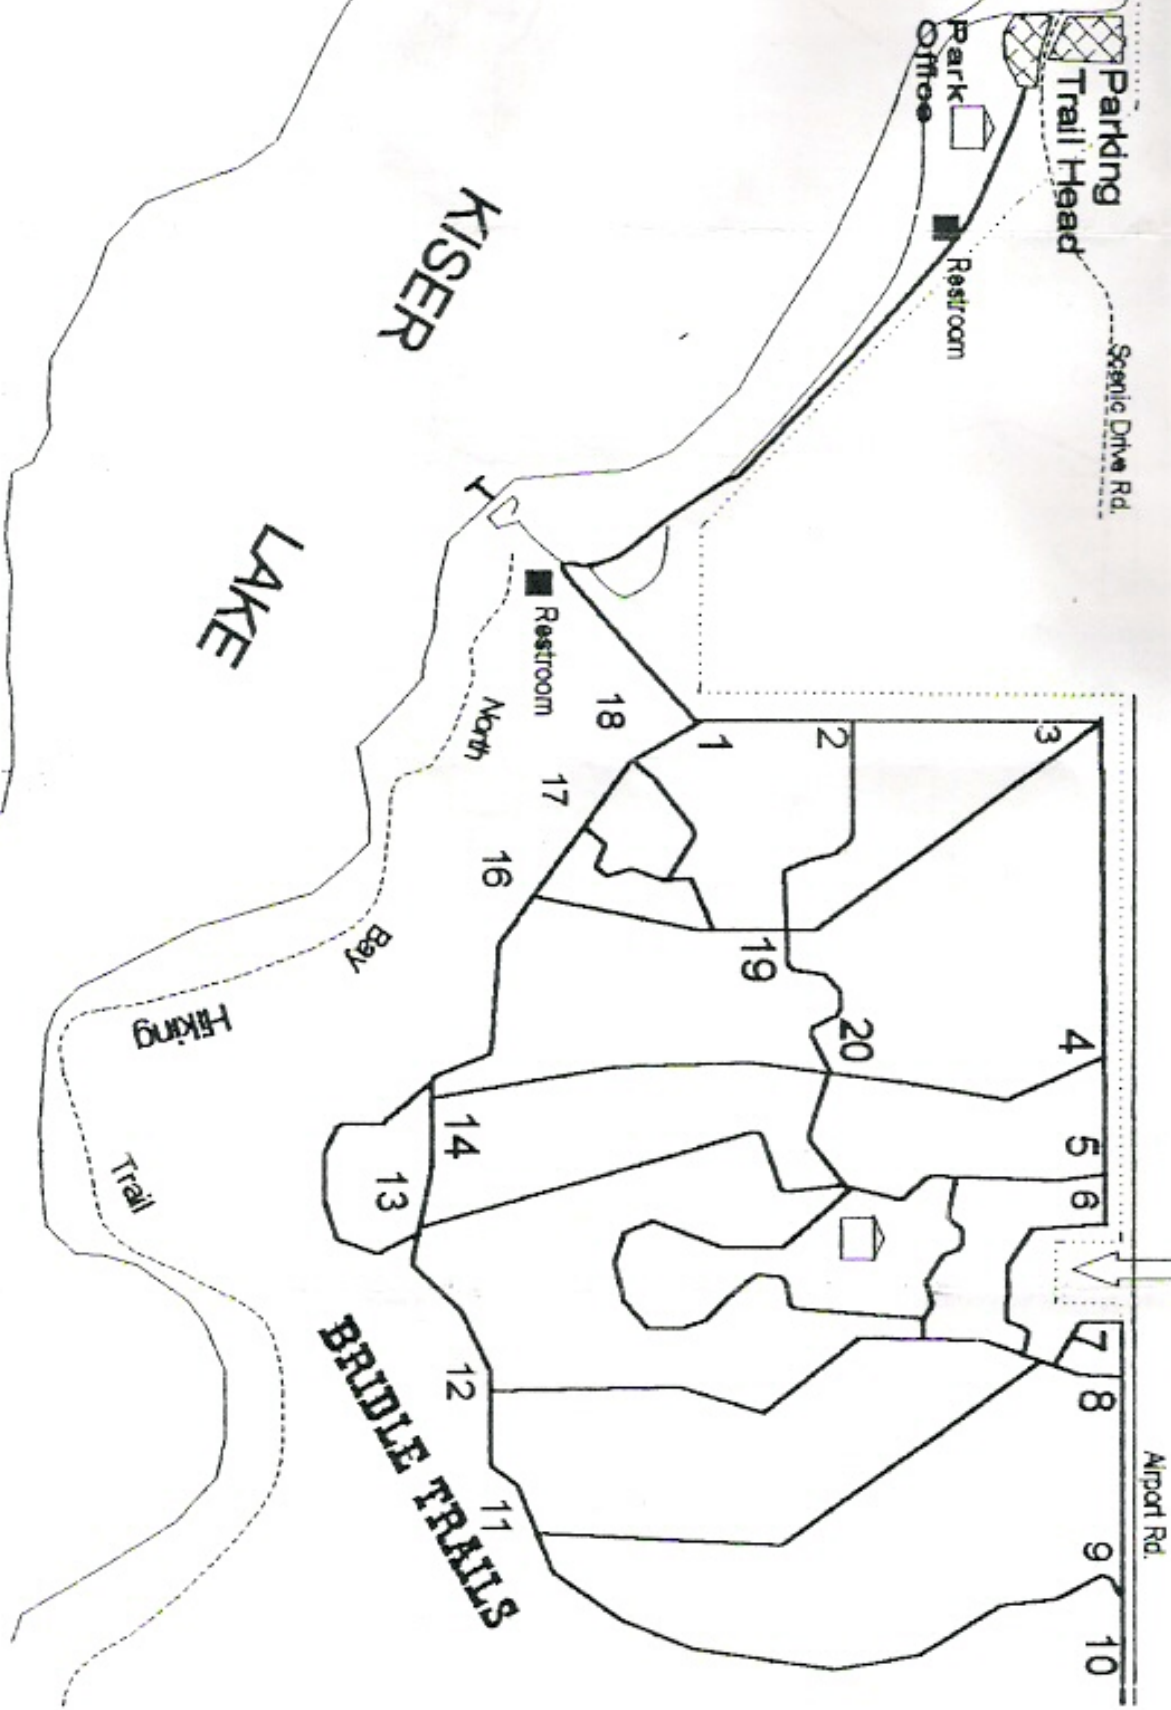 Parking
Trail Head
Park
Office
Restroom
Scenic Drive Rd.
KISER
LAKE
Restroom
North
Bay
Hiking
Trail
BRIDLE TRAILS
Airport Rd.
1
2
3
4
5
6
7
8
9
10
11
12
13
14
16
17
18
19
20